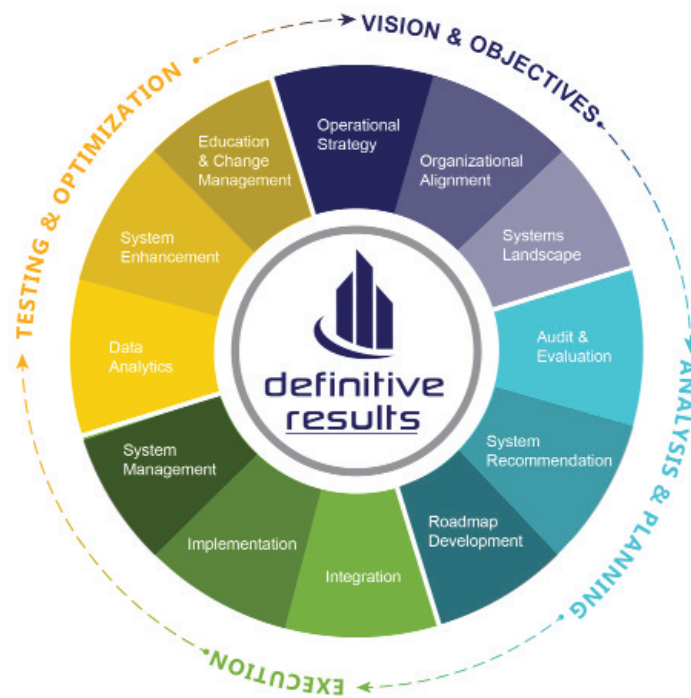 VISION & OBJECTIVES
Operational
Strategy
Organizational
Alignment
Systems
Landscape
ANALYSIS & PLANNING
Audit &
Evaluation
System
Recommendation
Roadmap
Development
EXECUTION
Integration
Implementation
System
Management
TESTING & OPTIMIZATION
Data
Analytics
System
Enhancement
Education
& Change
Management
definitive
results